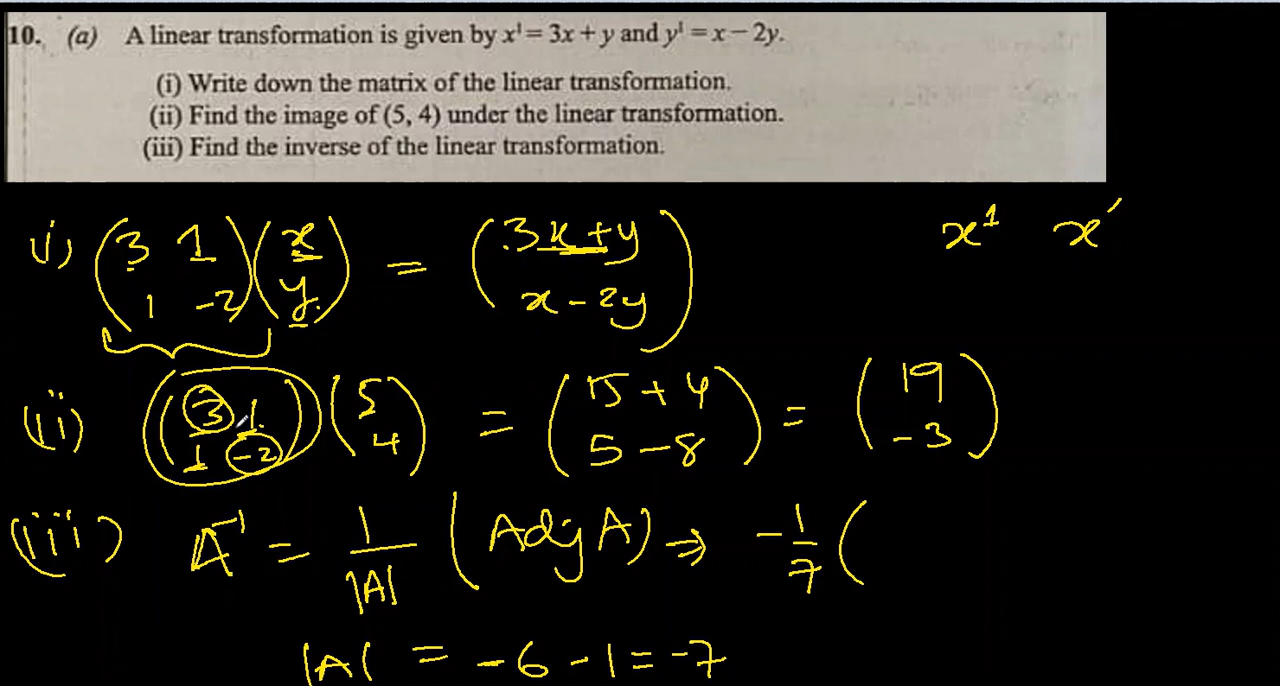 10. (a) A linear transformation is given by x¹ = 3x + y and y¹ = x − 2y.
(i) Write down the matrix of the linear transformation.
(ii) Find the image of (5, 4) under the linear transformation.
(iii) Find the inverse of the linear transformation.
x¹ x′
i) (3 1) (x) = (3x+y)
(1 -2) (y) (x-2y)
(ii) (3 1) (5) = (15+4) = (19)
(1 -2) (4) (5-8) (-3)
(iii) A⁻¹ = 1/|A| (Adj A) ⇒ -1/7 (
|A| = -6 -1 = -7